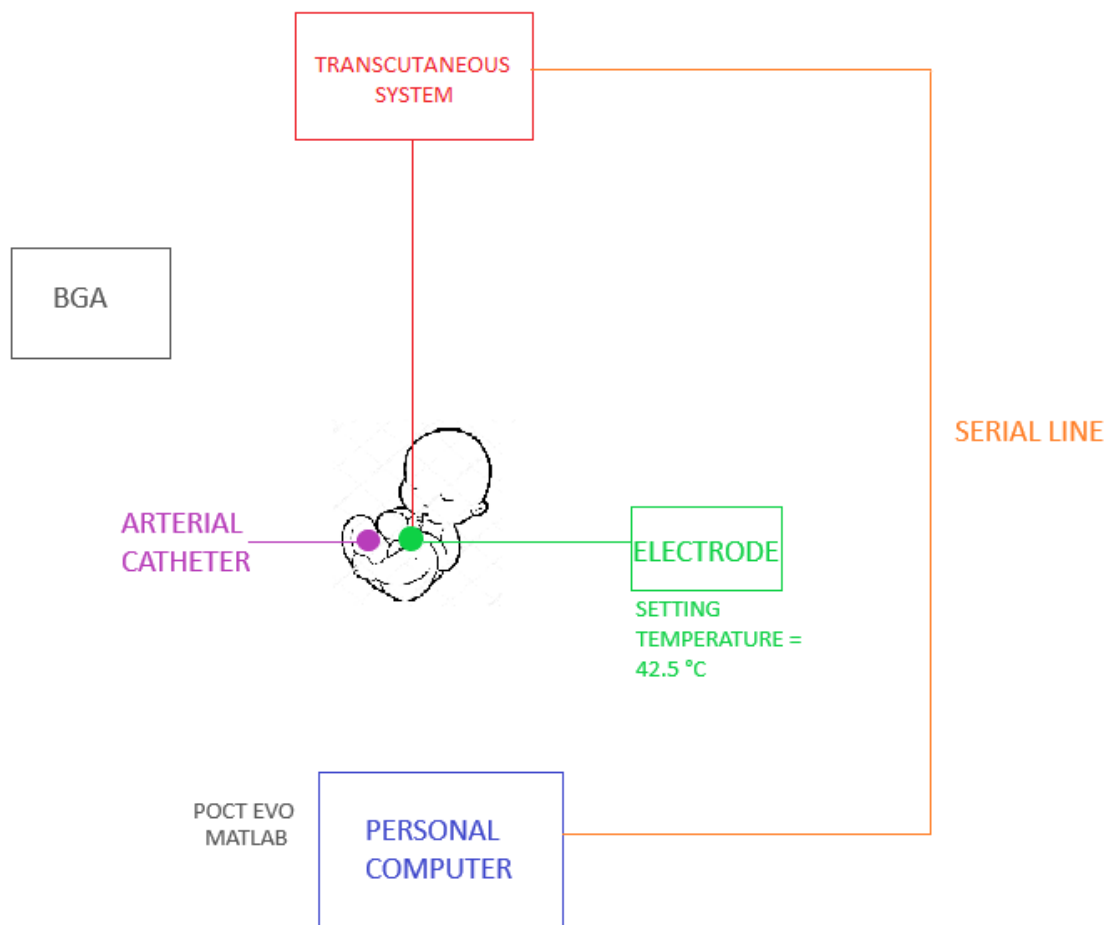 TRANSCUTANEOUS
SYSTEM
BGA
SERIAL LINE
ARTERIAL
CATHETER
ELECTRODE
SETTING
TEMPERATURE =
42.5 °C
POCT EVO
MATLAB
PERSONAL
COMPUTER